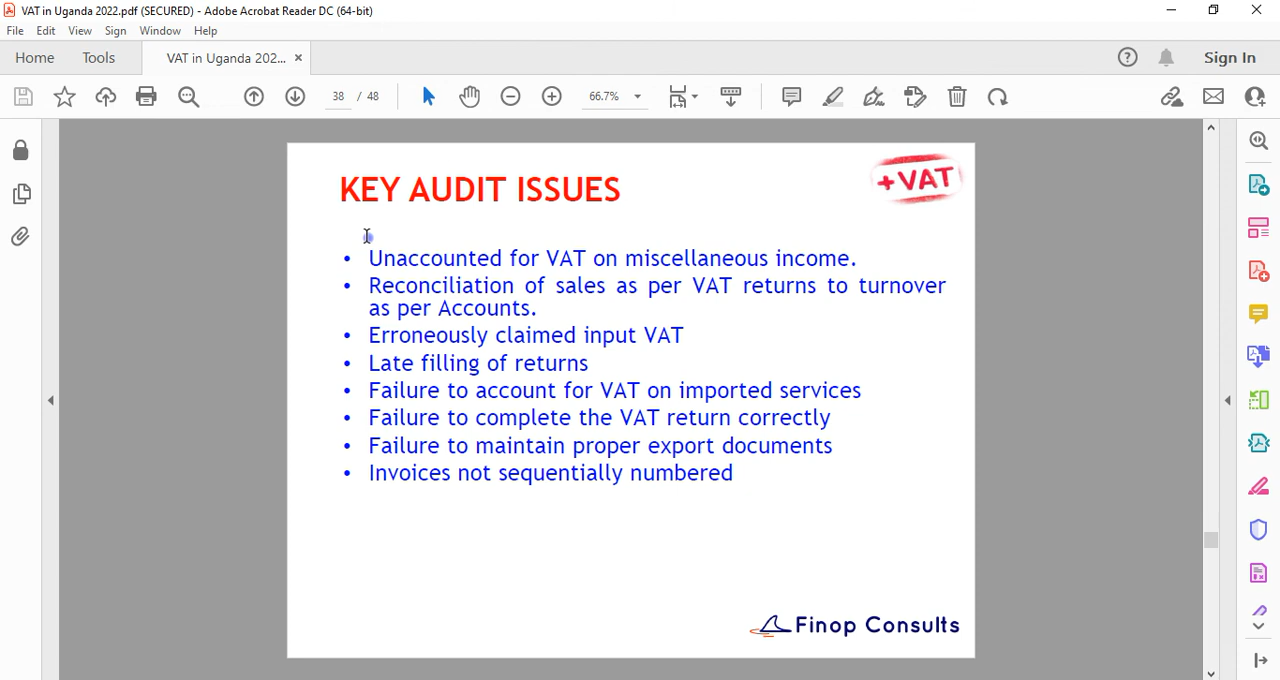 VAT in Uganda 2022.pdf (SECURED) - Adobe Acrobat Reader DC (64-bit)
File Edit View Sign Window Help
Home Tools VAT in Uganda 202... × Sign In
38 / 48 66.7%
KEY AUDIT ISSUES
+VAT
• Unaccounted for VAT on miscellaneous income.
• Reconciliation of sales as per VAT returns to turnover
as per Accounts.
• Erroneously claimed input VAT
• Late filling of returns
• Failure to account for VAT on imported services
• Failure to complete the VAT return correctly
• Failure to maintain proper export documents
• Invoices not sequentially numbered
Finop Consults